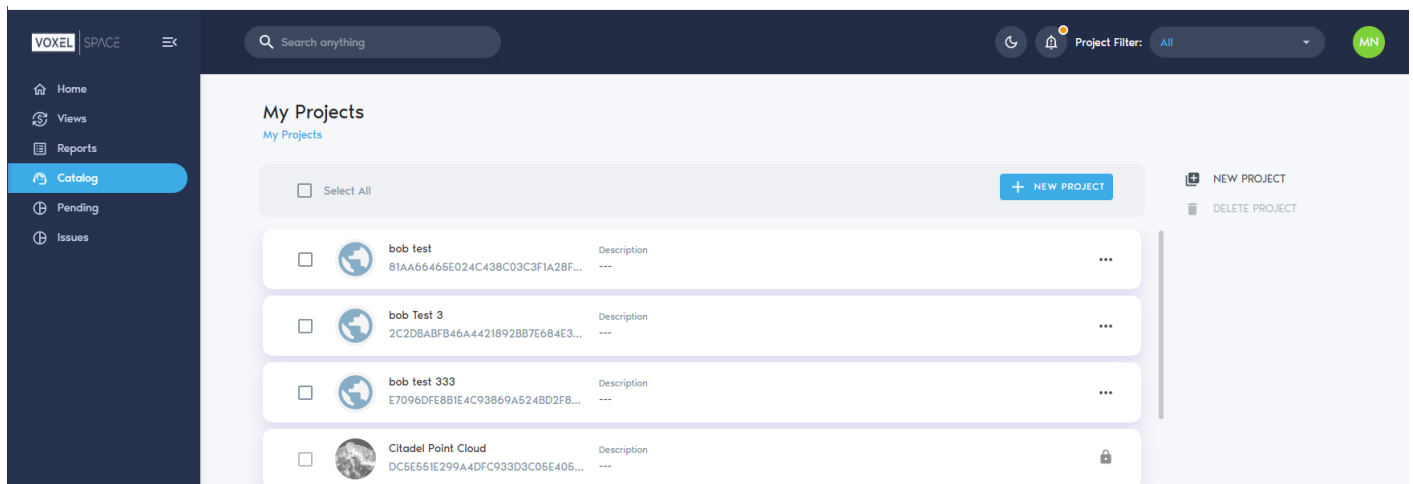 VOXEL SPACE
Search anything
Project Filter: All
MN
Home
Views
Reports
Catalog
Pending
Issues
My Projects
My Projects
Select All
NEW PROJECT
NEW PROJECT
DELETE PROJECT
bob test
Description
81AA66465E024C438C03C3F1A28F...
---
bob Test 3
Description
2C2DBABFB46A4421892BB7E684E3...
---
bob test 333
Description
E7096DFE8B1E4C93869A524BD2F8...
---
Citadel Point Cloud
Description
DC5E551E299A4DFC933D3C05E405...
---